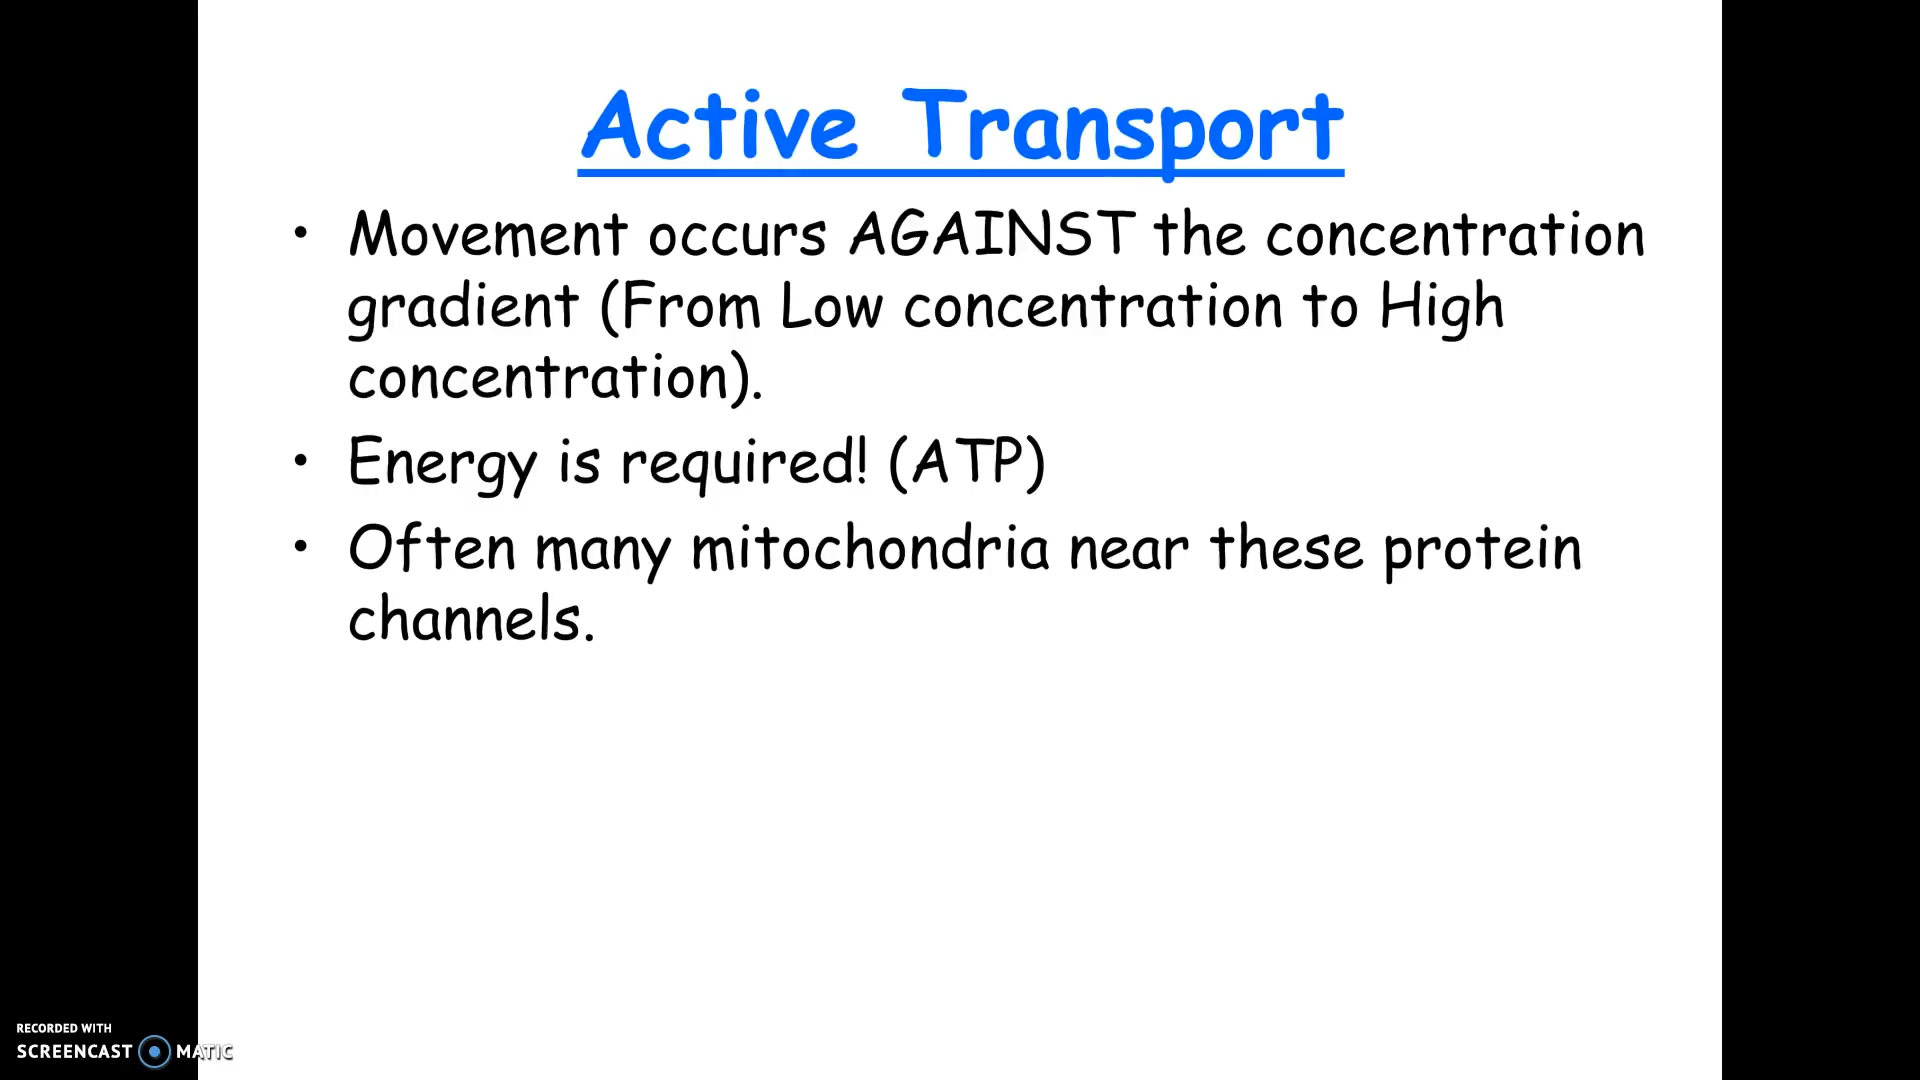 Active Transport
• Movement occurs AGAINST the concentration
gradient (From Low concentration to High
concentration).
• Energy is required! (ATP)
• Often many mitochondria near these protein
channels.
RECORDED WITH
SCREENCAST MATIC